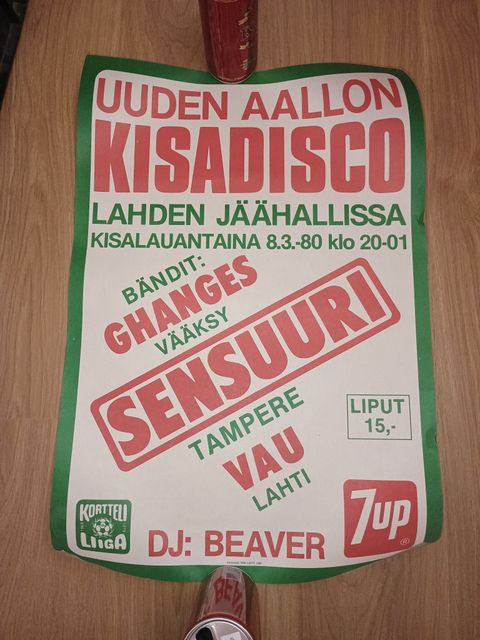 UUDEN AALLON
KISADISCO
LAHDEN JÄÄHALLISSA
KISALAUANTAINA 8.3.-80 klo 20-01
BÄNDIT:
GHANGES
VÄÄKSY
SENSUURI
TAMPERE
VAU
LAHTI
LIPUT
15,-
KORTTELI
LIIGA
DJ: BEAVER
7up